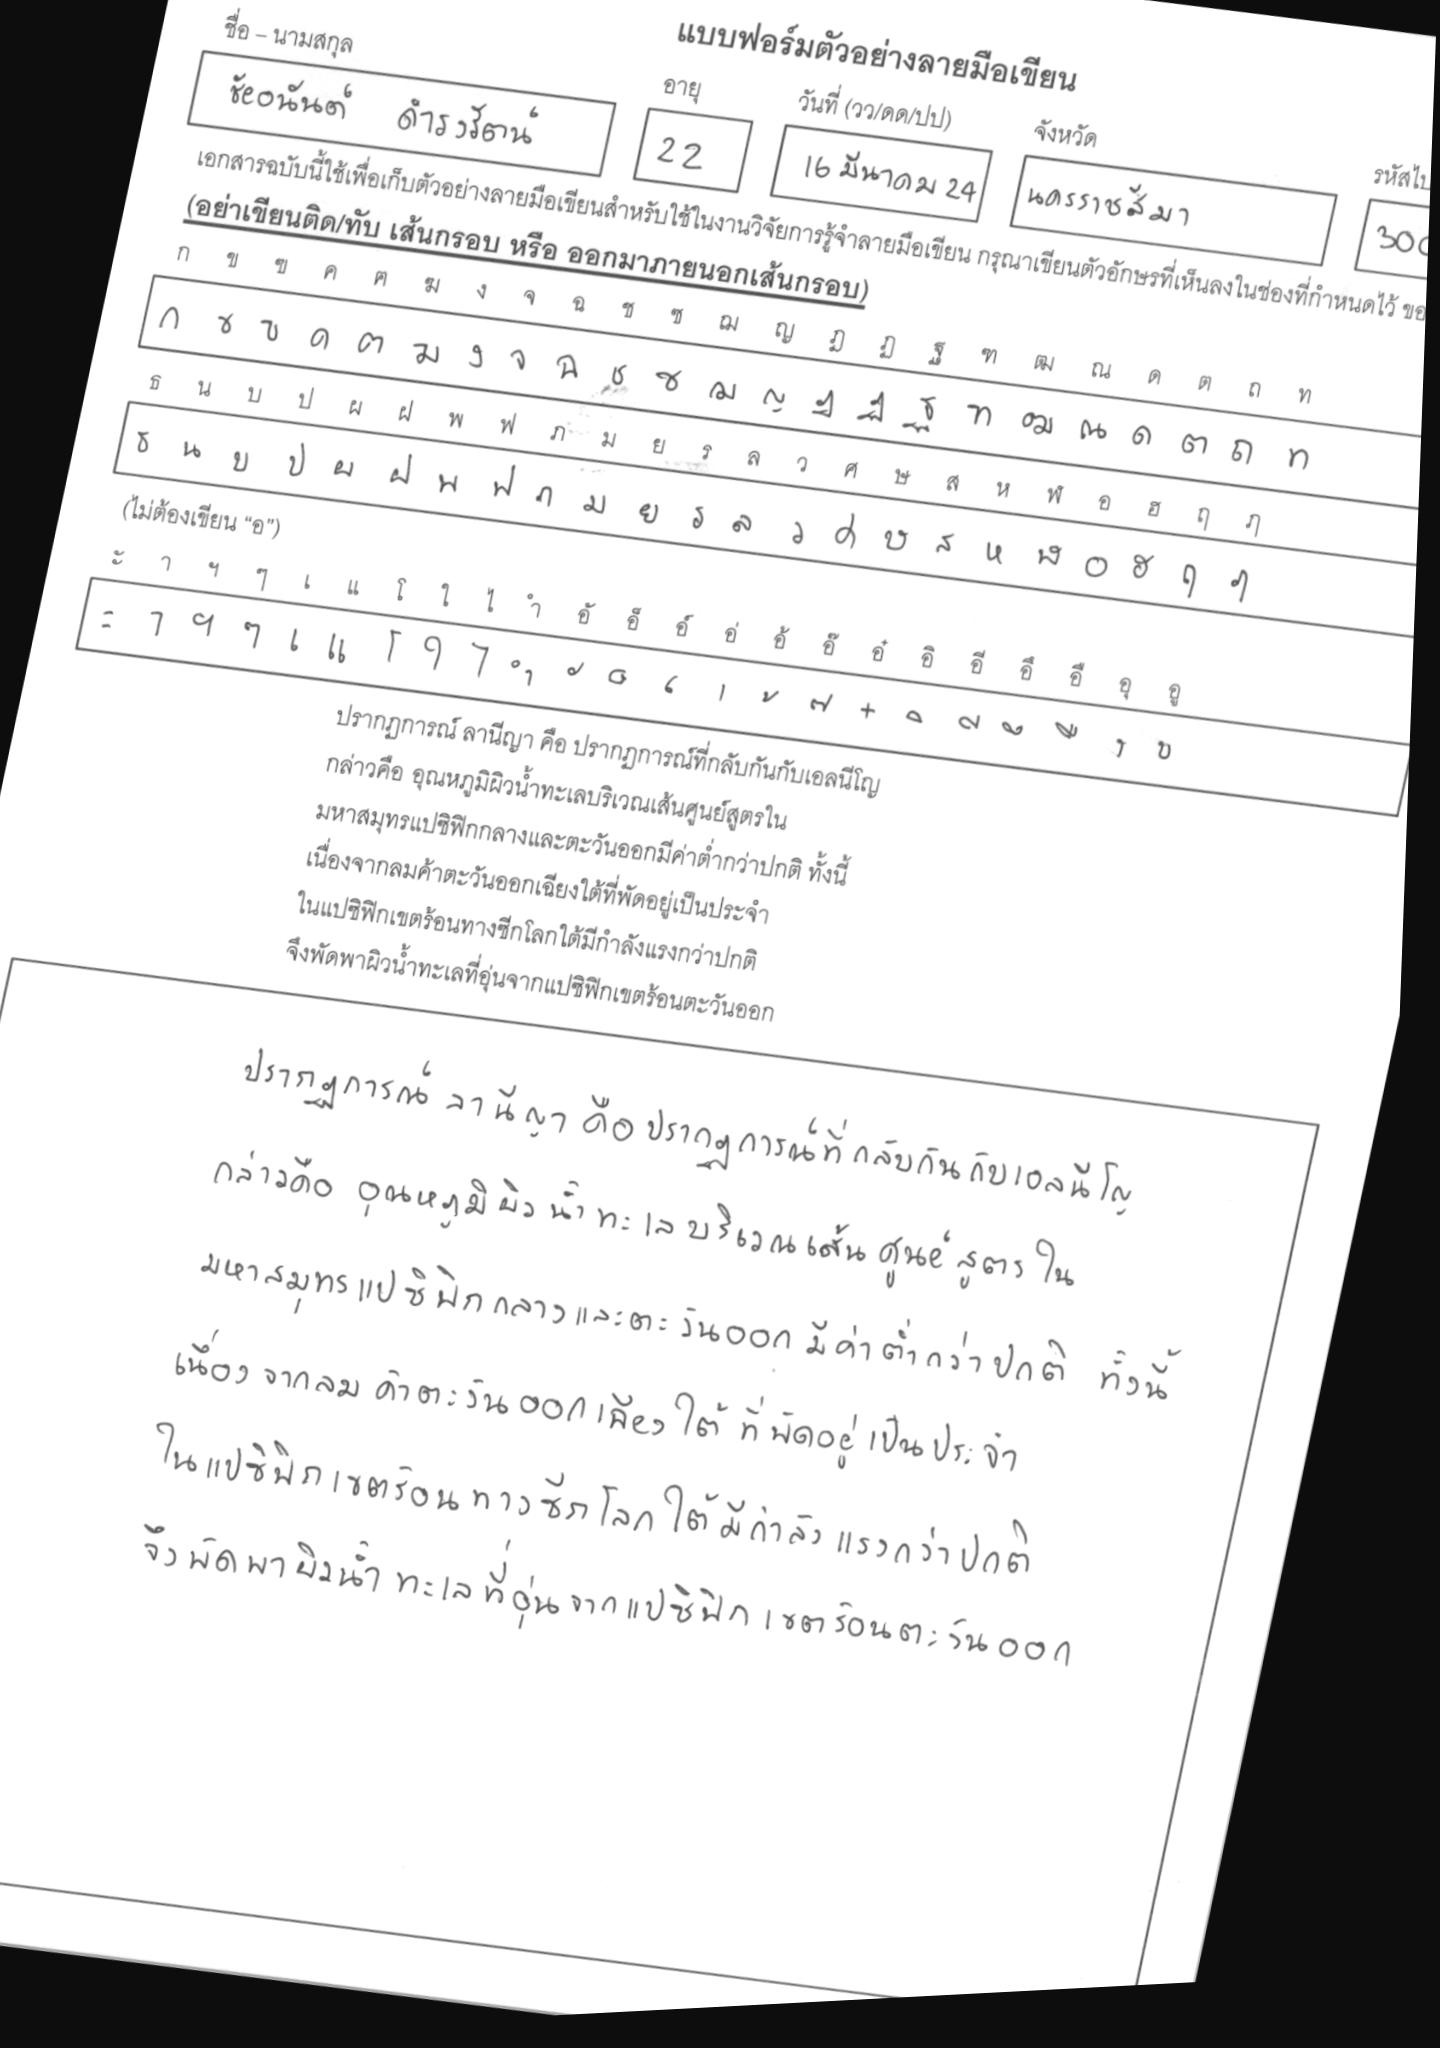 แบบฟอร์มตัวอย่างลายมือเขียน
ชื่อ – นามสกุล อายุ วันที่ (วว/ดด/ปป) จังหวัด
ชัยอนันต์ ดำรงรัตน์ 22 16 มีนาคม 24 นครราชสีมา
เอกสารฉบับนี้ใช้เพื่อเก็บตัวอย่างลายมือเขียนสำหรับใช้ในงานวิจัยการรู้จำลายมือเขียน กรุณาเขียนตัวอักษรที่เห็นลงในช่องที่กำหนดไว้
(อย่าเขียนติด/ทับ เส้นกรอบ หรือ ออกมาภายนอกเส้นกรอบ)
ก ข ฃ ค ฅ ฆ ง จ ฉ ช ซ ฌ ญ ฎ ฏ ฐ ฑ ฒ ณ ด ต ถ ท
ก ข ฃ ค ฅ ฆ ง จ ฉ ช ซ ฌ ญ ฎ ฏ ฐ ฑ ฒ ณ ด ต ถ ท
ธ น บ ป ผ ฝ พ ฟ ภ ม ย ร ล ว ศ ษ ส ห ฬ อ ฮ ฤ ฦ
ธ น บ ป ผ ฝ พ ฟ ภ ม ย ร ล ว ศ ษ ส ห ฬ อ ฮ ฤ ฦ
(ไม่ต้องเขียน “อ”)
ะ า ฯ ๆ เ แ โ ใ ไ ำ อั อ็ อ์ อ่ อ้ อ๊ อ๋ อิ อี อึ อื อุ อู
ะ า ฯ ๆ เ แ โ ใ ไ ำ ั ็ ์ ่ ้ ๊ ๋ ิ ี ึ ื ุ ู
ปรากฏการณ์ ลานีญา คือ ปรากฏการณ์ที่กลับกันกับเอลนีโญ
กล่าวคือ อุณหภูมิผิวน้ำทะเลบริเวณเส้นศูนย์สูตรใน
มหาสมุทรแปซิฟิกกลางและตะวันออกมีค่าต่ำกว่าปกติ ทั้งนี้
เนื่องจากลมค้าตะวันออกเฉียงใต้ที่พัดอยู่เป็นประจำ
ในแปซิฟิกเขตร้อนทางซีกโลกใต้มีกำลังแรงกว่าปกติ
จึงพัดพาผิวน้ำทะเลที่อุ่นจากแปซิฟิกเขตร้อนตะวันออก
ปรากฏการณ์ ลานีญา คือ ปรากฏการณ์ที่ กลับกันกับเอลนีโญ
กล่าวคือ อุณหภูมิผิวน้ำทะเลบริเวณเส้นศูนย์สูตรใน
มหาสมุทรแปซิฟิกกลางและตะวันออก มีค่าต่ำกว่าปกติ ทั้งนี้
เนื่องจากลมค้าตะวันออกเฉียงใต้ ที่พัดอยู่เป็นประจำ
ในแปซิฟิกเขตร้อนทางซีกโลกใต้มีกำลังแรงกว่าปกติ
จึงพัดพาผิวน้ำทะเลที่อุ่นจากแปซิฟิกเขตร้อนตะวันออก